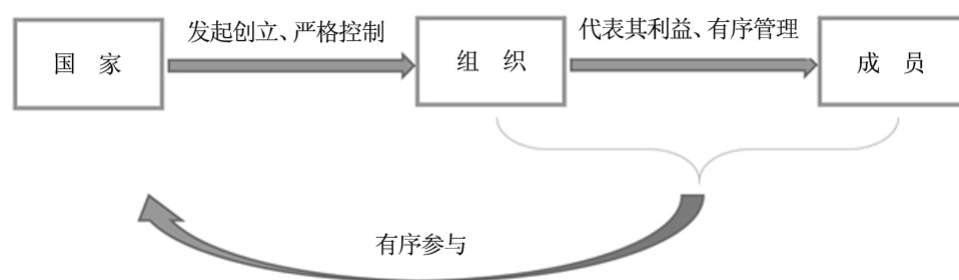 发起创立、严格控制
代表其利益、有序管理
国 家
组 织
成 员
有序参与